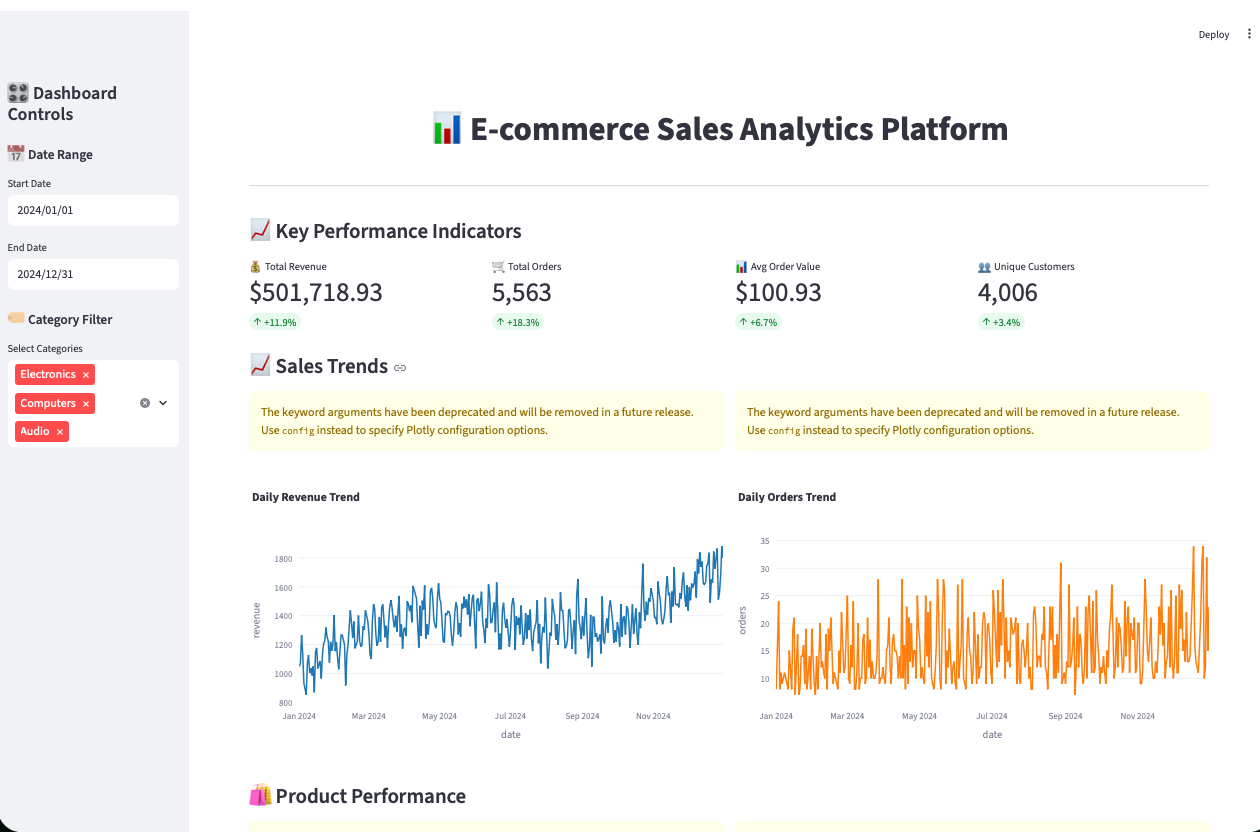 Deploy
Dashboard
Controls
Date Range
Start Date
2024/01/01
End Date
2024/12/31
Category Filter
Select Categories
Electronics ×
Computers ×
Audio ×
E-commerce Sales Analytics Platform
Key Performance Indicators
Total Revenue
$501,718.93
↑ +11.9%
Total Orders
5,563
↑ +18.3%
Avg Order Value
$100.93
↑ +6.7%
Unique Customers
4,006
↑ +3.4%
Sales Trends
The keyword arguments have been deprecated and will be removed in a future release.
Use config instead to specify Plotly configuration options.
The keyword arguments have been deprecated and will be removed in a future release.
Use config instead to specify Plotly configuration options.
Daily Revenue Trend
revenue
1800
1600
1400
1200
1000
800
Jan 2024 Mar 2024 May 2024 Jul 2024 Sep 2024 Nov 2024
date
Daily Orders Trend
orders
35
30
25
20
15
10
Jan 2024 Mar 2024 May 2024 Jul 2024 Sep 2024 Nov 2024
date
Product Performance